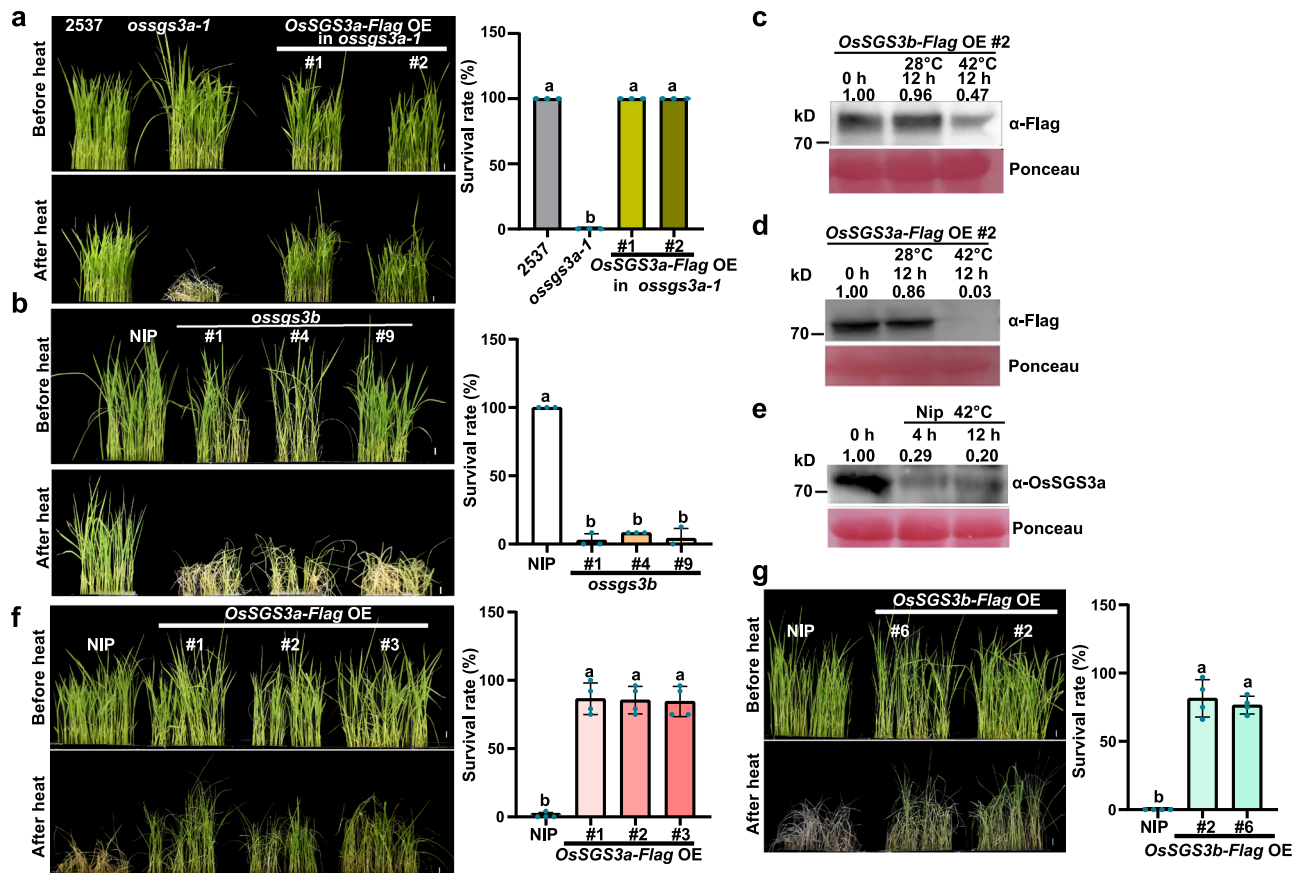 a
2537 ossgs3a-1 OsSGS3a-Flag OE
in ossgs3a-1
#1 #2
Before heat
After heat
Survival rate (%)
150
100
50
0
a b a a
2537 ossgs3a-1 #1 #2
OsSGS3a-Flag OE
in ossgs3a-1
b
ossgs3b
NIP #1 #4 #9
Before heat
After heat
Survival rate (%)
150
100
50
0
a b b b
NIP #1 #4 #9
ossgs3b
c
OsSGS3b-Flag OE #2
28°C 42°C
0 h 12 h 12 h
1.00 0.96 0.47
kD
70
α-Flag
Ponceau
d
OsSGS3a-Flag OE #2
28°C 42°C
0 h 12 h 12 h
1.00 0.86 0.03
kD
70
α-Flag
Ponceau
e
Nip 42°C
0 h 4 h 12 h
1.00 0.29 0.20
kD
70
α-OsSGS3a
Ponceau
f
OsSGS3a-Flag OE
NIP #1 #2 #3
Before heat
After heat
Survival rate (%)
150
100
50
0
b a a a
NIP #1 #2 #3
OsSGS3a-Flag OE
g
OsSGS3b-Flag OE
NIP #6 #2
Before heat
After heat
Survival rate (%)
150
100
50
0
b a a
NIP #2 #6
OsSGS3b-Flag OE